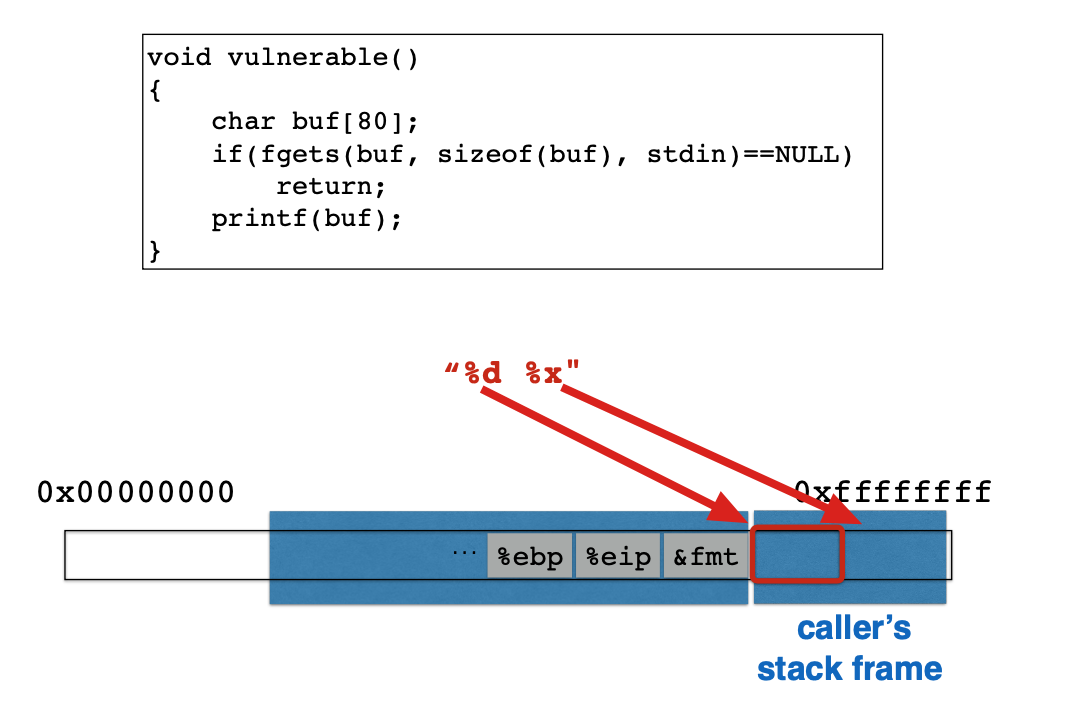 void vulnerable()
{
    char buf[80];
    if(fgets(buf, sizeof(buf), stdin)==NULL)
        return;
    printf(buf);
}
“%d %x"
0x00000000 0xffffffff
... %ebp %eip &fmt
caller’s
stack frame